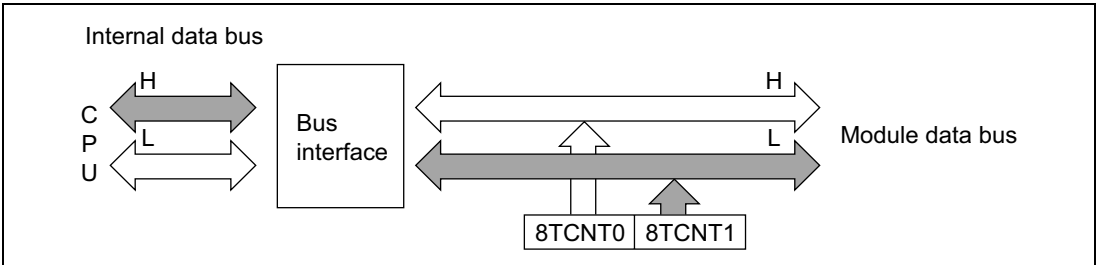 Internal data bus
H
H
C
P
U
L
Bus
interface
L
Module data bus
8TCNT0
8TCNT1